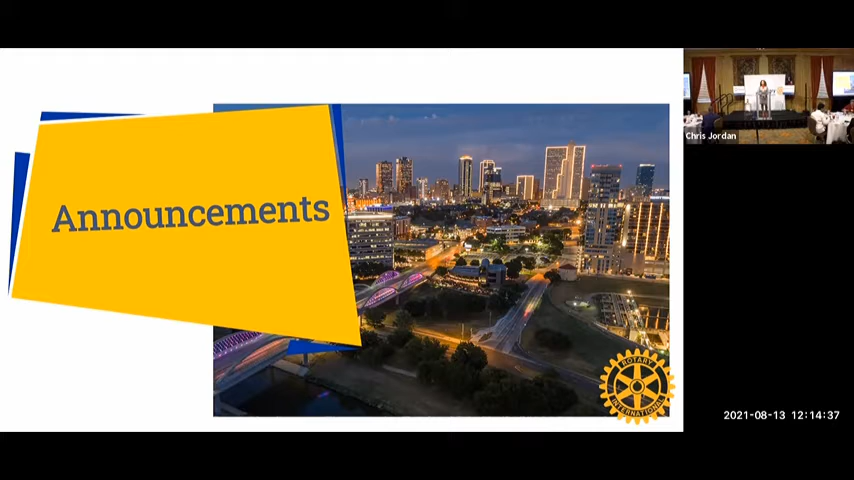 Announcements
Chris Jordan
ROTARY
INTERNATIONAL
2021-08-13 12:14:37